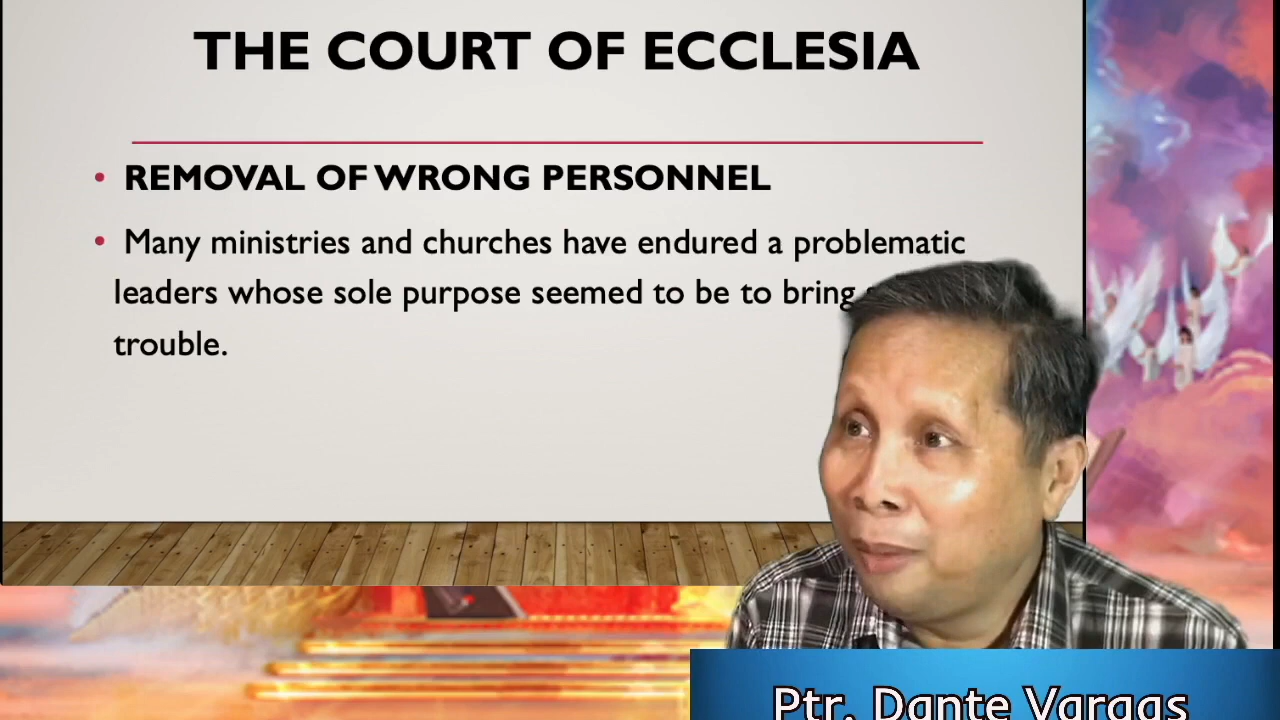 THE COURT OF ECCLESIA
• REMOVAL OF WRONG PERSONNEL
• Many ministries and churches have endured a problematic
leaders whose sole purpose seemed to be to bring
trouble.
Ptr. Dante Vargas